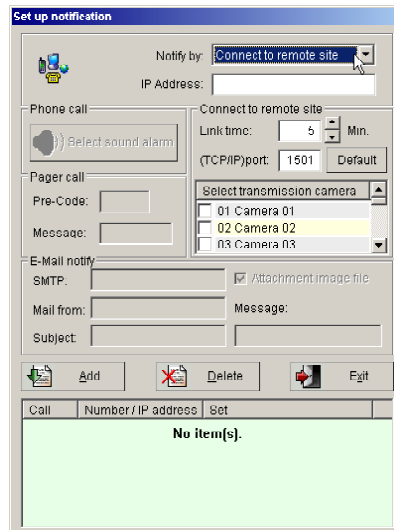 Set up notification
Notify by: Connect to remote site
IP Address:
Phone call
Select sound alarm
Connect to remote site
Link time: 5 Min.
(TCP/IP)port: 1501 Default
Pager call
Pre-Code:
Message:
Select transmission camera
01 Camera 01
02 Camera 02
03 Camera 03
E-Mail notify
SMTP:
Attachment image file
Mail from:
Message:
Subject:
Add Delete Exit
Call Number / IP address Set
No item(s).